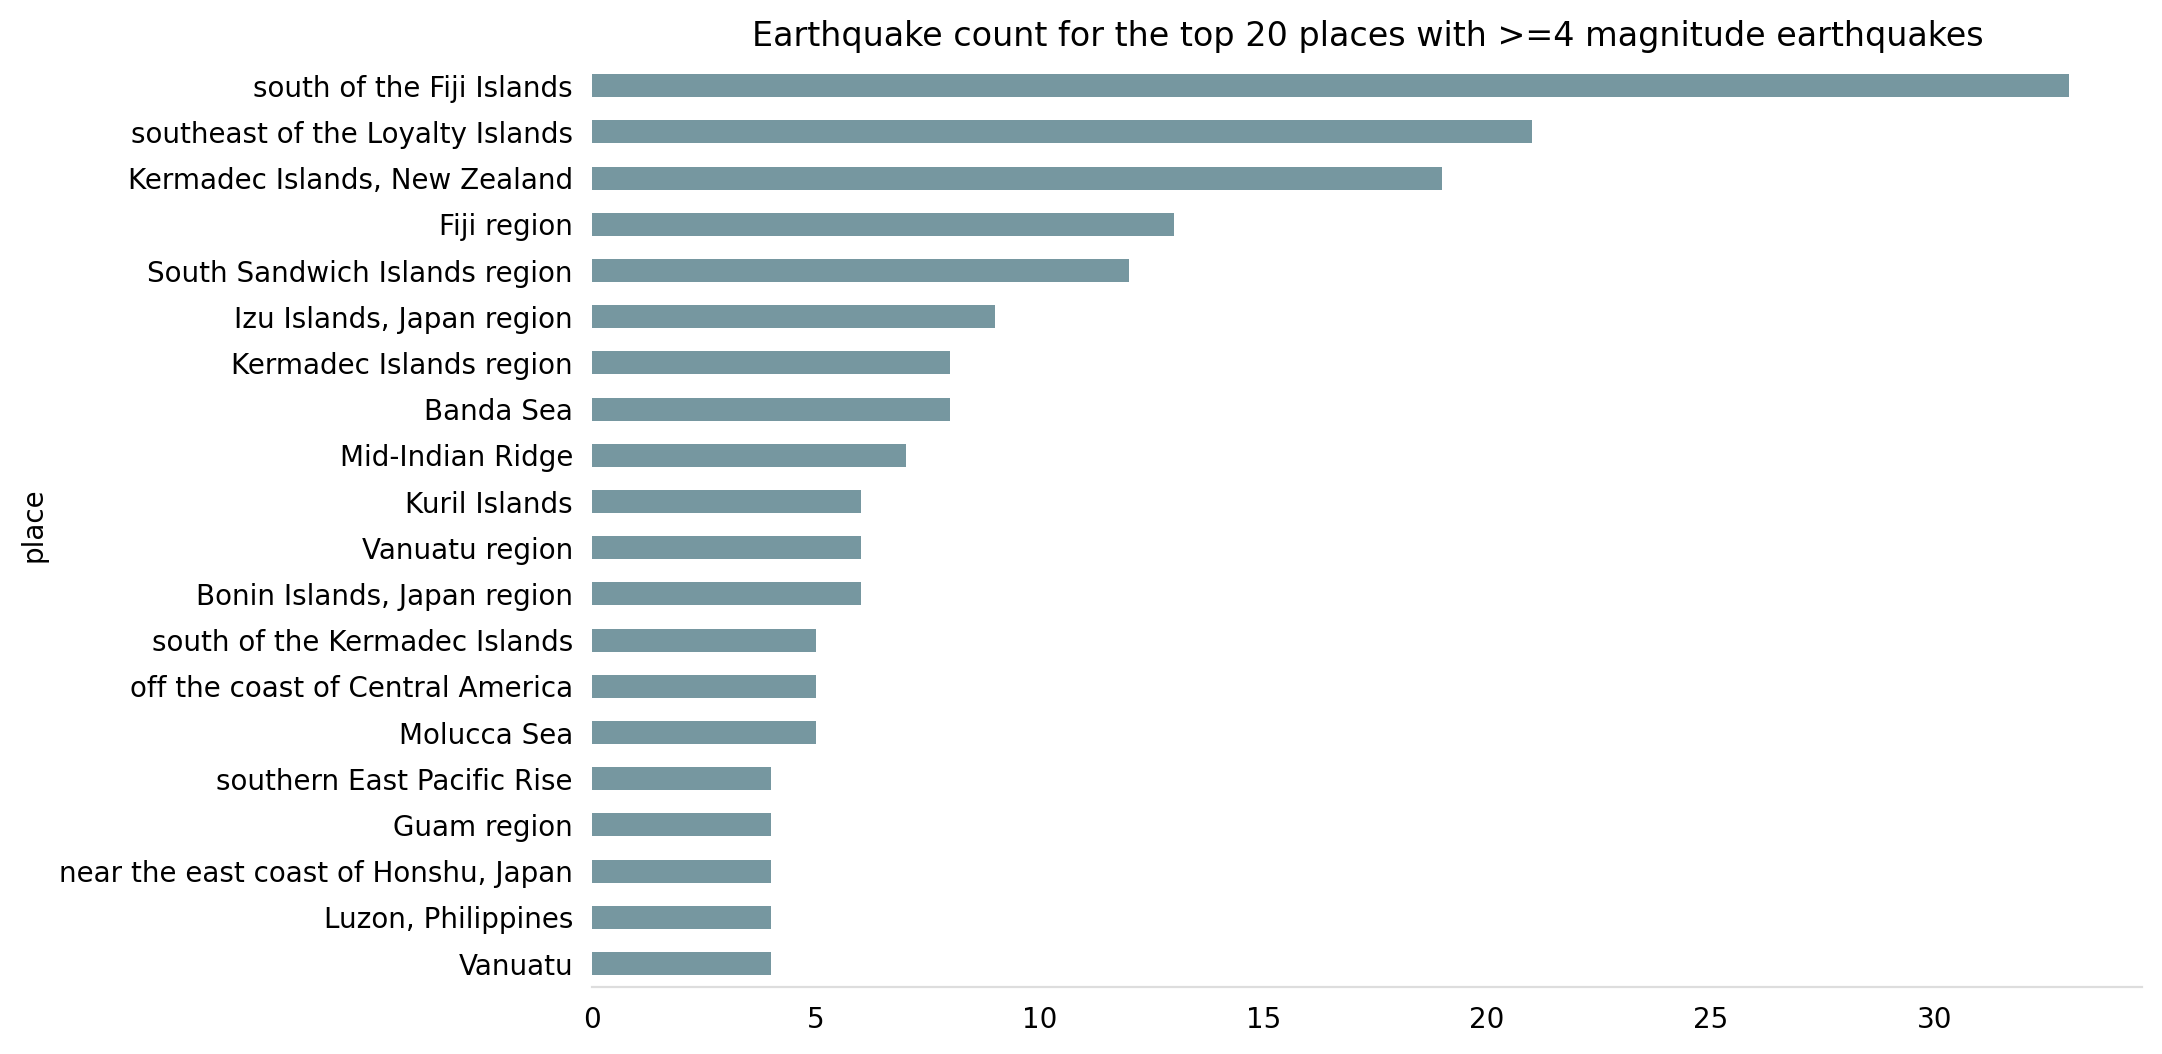 Earthquake count for the top 20 places with >=4 magnitude earthquakes
south of the Fiji Islands
southeast of the Loyalty Islands
Kermadec Islands, New Zealand
Fiji region
South Sandwich Islands region
Izu Islands, Japan region
Kermadec Islands region
Banda Sea
Mid-Indian Ridge
Kuril Islands
Vanuatu region
Bonin Islands, Japan region
south of the Kermadec Islands
off the coast of Central America
Molucca Sea
southern East Pacific Rise
Guam region
near the east coast of Honshu, Japan
Luzon, Philippines
Vanuatu
place
0 5 10 15 20 25 30